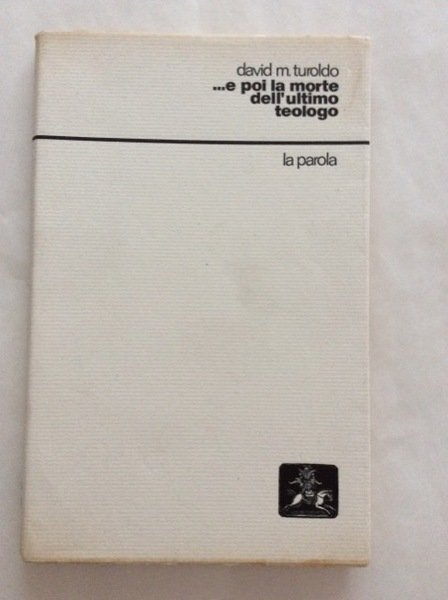 david m. turoldo
...e poi la morte
dell'ultimo
teologo
la parola